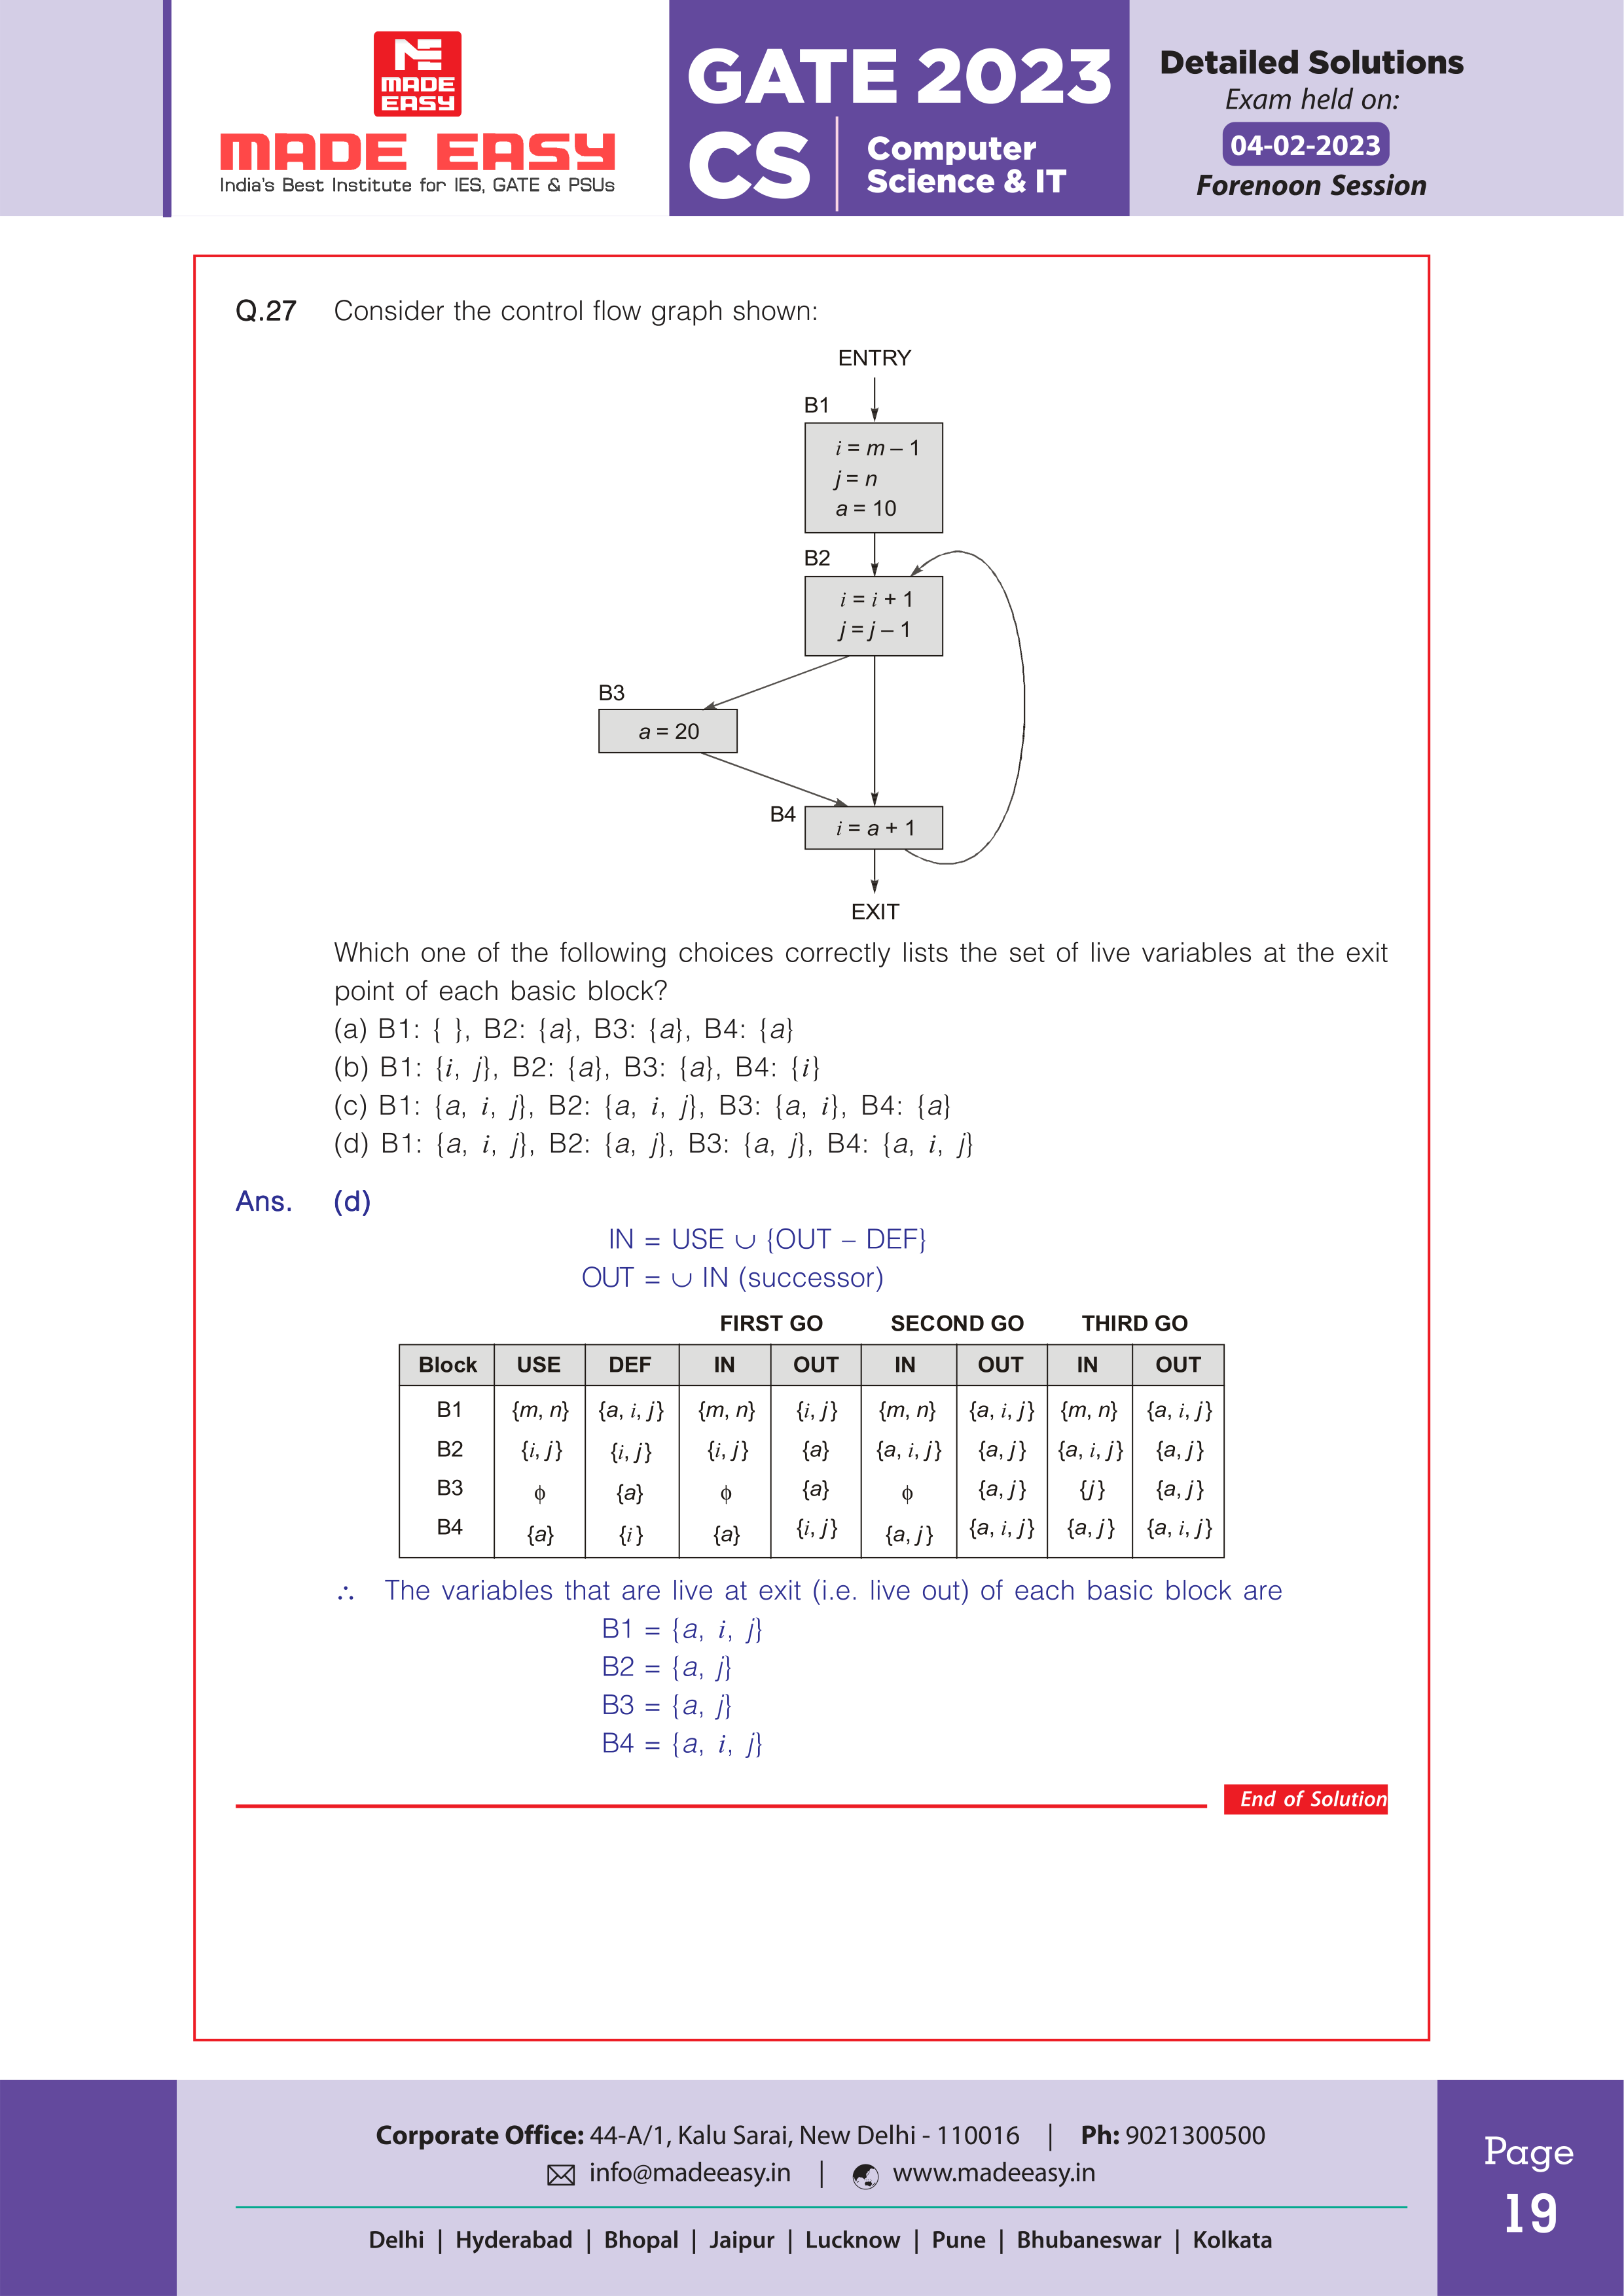 MADE
EASY
MADE EASY
India's Best Institute for IES, GATE & PSUs
GATE 2023
CS
Computer
Science & IT
Detailed Solutions
Exam held on:
04-02-2023
Forenoon Session
Q.27 Consider the control flow graph shown:
ENTRY
B1
i = m – 1
j = n
a = 10
B2
i = i + 1
j = j – 1
B3
a = 20
B4
i = a + 1
EXIT
Which one of the following choices correctly lists the set of live variables at the exit
point of each basic block?
(a) B1: { }, B2: {a}, B3: {a}, B4: {a}
(b) B1: {i, j}, B2: {a}, B3: {a}, B4: {i}
(c) B1: {a, i, j}, B2: {a, i, j}, B3: {a, i}, B4: {a}
(d) B1: {a, i, j}, B2: {a, j}, B3: {a, j}, B4: {a, i, j}
Ans. (d)
IN = USE ∪ {OUT – DEF}
OUT = ∪ IN (successor)
FIRST GO SECOND GO THIRD GO
Block USE DEF IN OUT IN OUT IN OUT
B1 {m, n} {a, i, j} {m, n} {i, j} {m, n} {a, i, j} {m, n} {a, i, j}
B2 {i, j} {i, j} {i, j} {a} {a, i, j} {a, j} {a, i, j} {a, j}
B3 ϕ {a} ϕ {a} ϕ {a, j} {j} {a, j}
B4 {a} {i} {a} {i, j} {a, j} {a, i, j} {a, j} {a, i, j}
∴ The variables that are live at exit (i.e. live out) of each basic block are
B1 = {a, i, j}
B2 = {a, j}
B3 = {a, j}
B4 = {a, i, j}
End of Solution
Corporate Office: 44-A/1, Kalu Sarai, New Delhi - 110016 | Ph: 9021300500
info@madeeasy.in | www.madeeasy.in
Delhi | Hyderabad | Bhopal | Jaipur | Lucknow | Pune | Bhubaneswar | Kolkata
Page
19